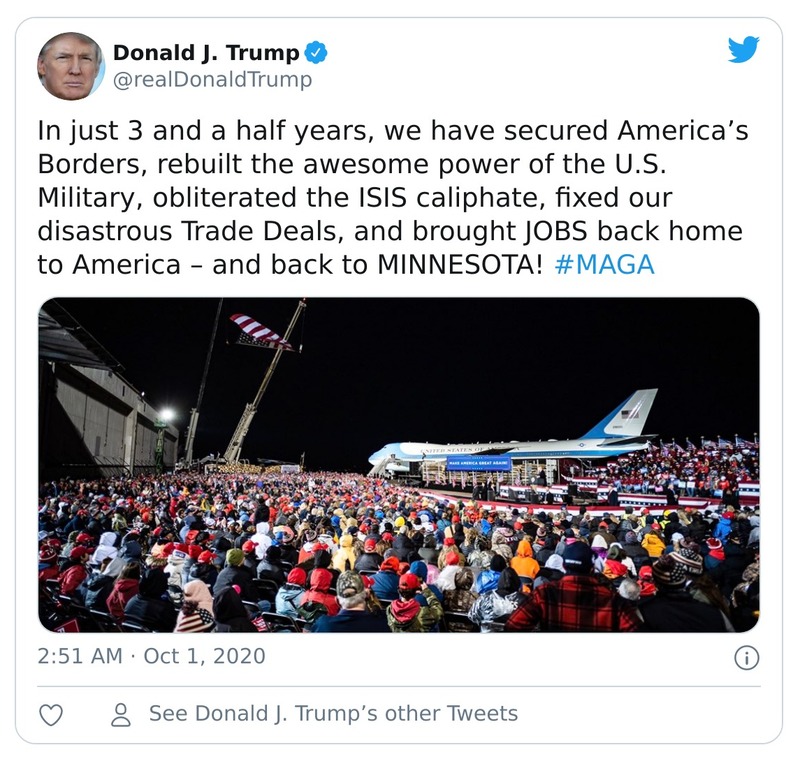 Donald J. Trump
@realDonaldTrump
In just 3 and a half years, we have secured America’s
Borders, rebuilt the awesome power of the U.S.
Military, obliterated the ISIS caliphate, fixed our
disastrous Trade Deals, and brought JOBS back home
to America – and back to MINNESOTA! #MAGA
UNITED STATES OF
MAKE AMERICA GREAT AGAIN!
2:51 AM · Oct 1, 2020
See Donald J. Trump’s other Tweets